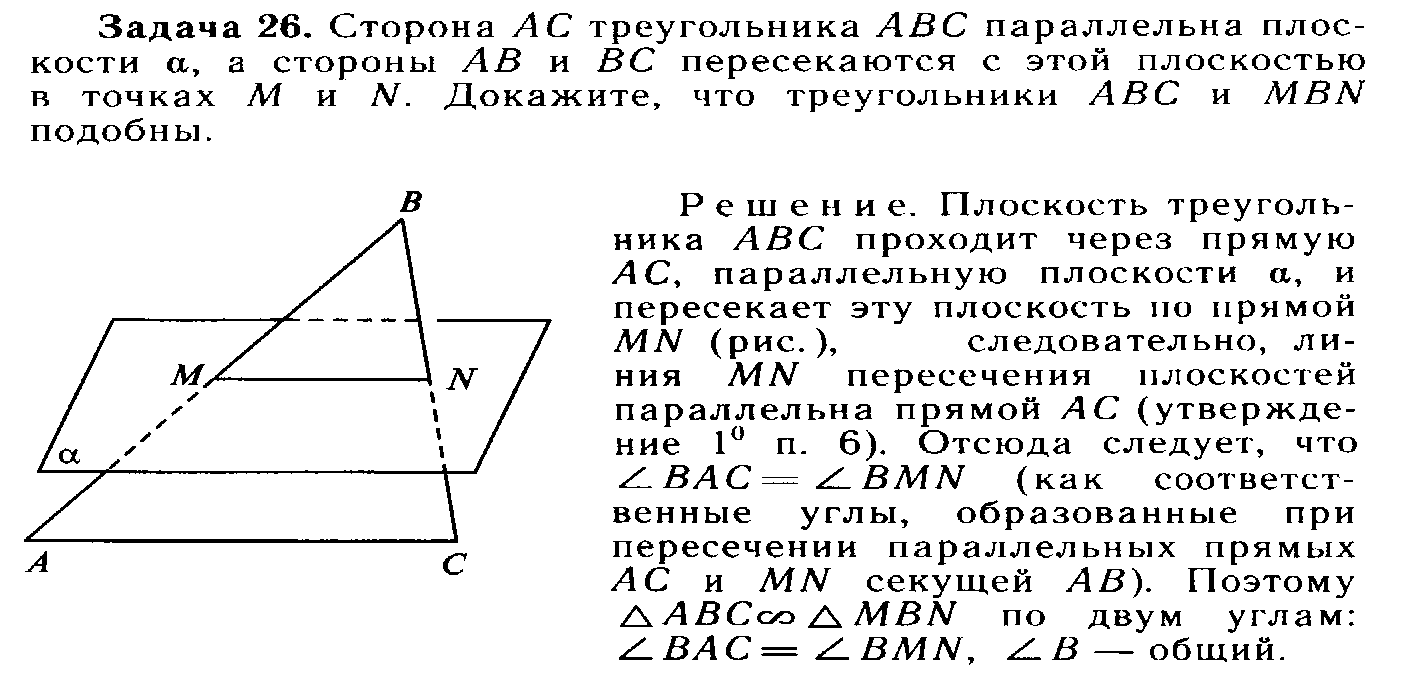 Задача 26. Сторона AC треугольника ABC параллельна плос-
кости α, а стороны AB и BC пересекаются с этой плоскостью
в точках M и N. Докажите, что треугольники ABC и MBN
подобны.
B
M
N
α
A
C
Решение. Плоскость треуголь-
ника ABC проходит через прямую
AC, параллельную плоскости α, и
пересекает эту плоскость по прямой
MN (рис.), следовательно, ли-
ния MN пересечения плоскостей
параллельна прямой AC (утвержде-
ние 1⁰ п. 6). Отсюда следует, что
∠BAC = ∠BMN (как соответст-
венные углы, образованные при
пересечении параллельных прямых
AC и MN секущей AB). Поэтому
△ABC∽△MBN по двум углам:
∠BAC = ∠BMN, ∠B — общий.